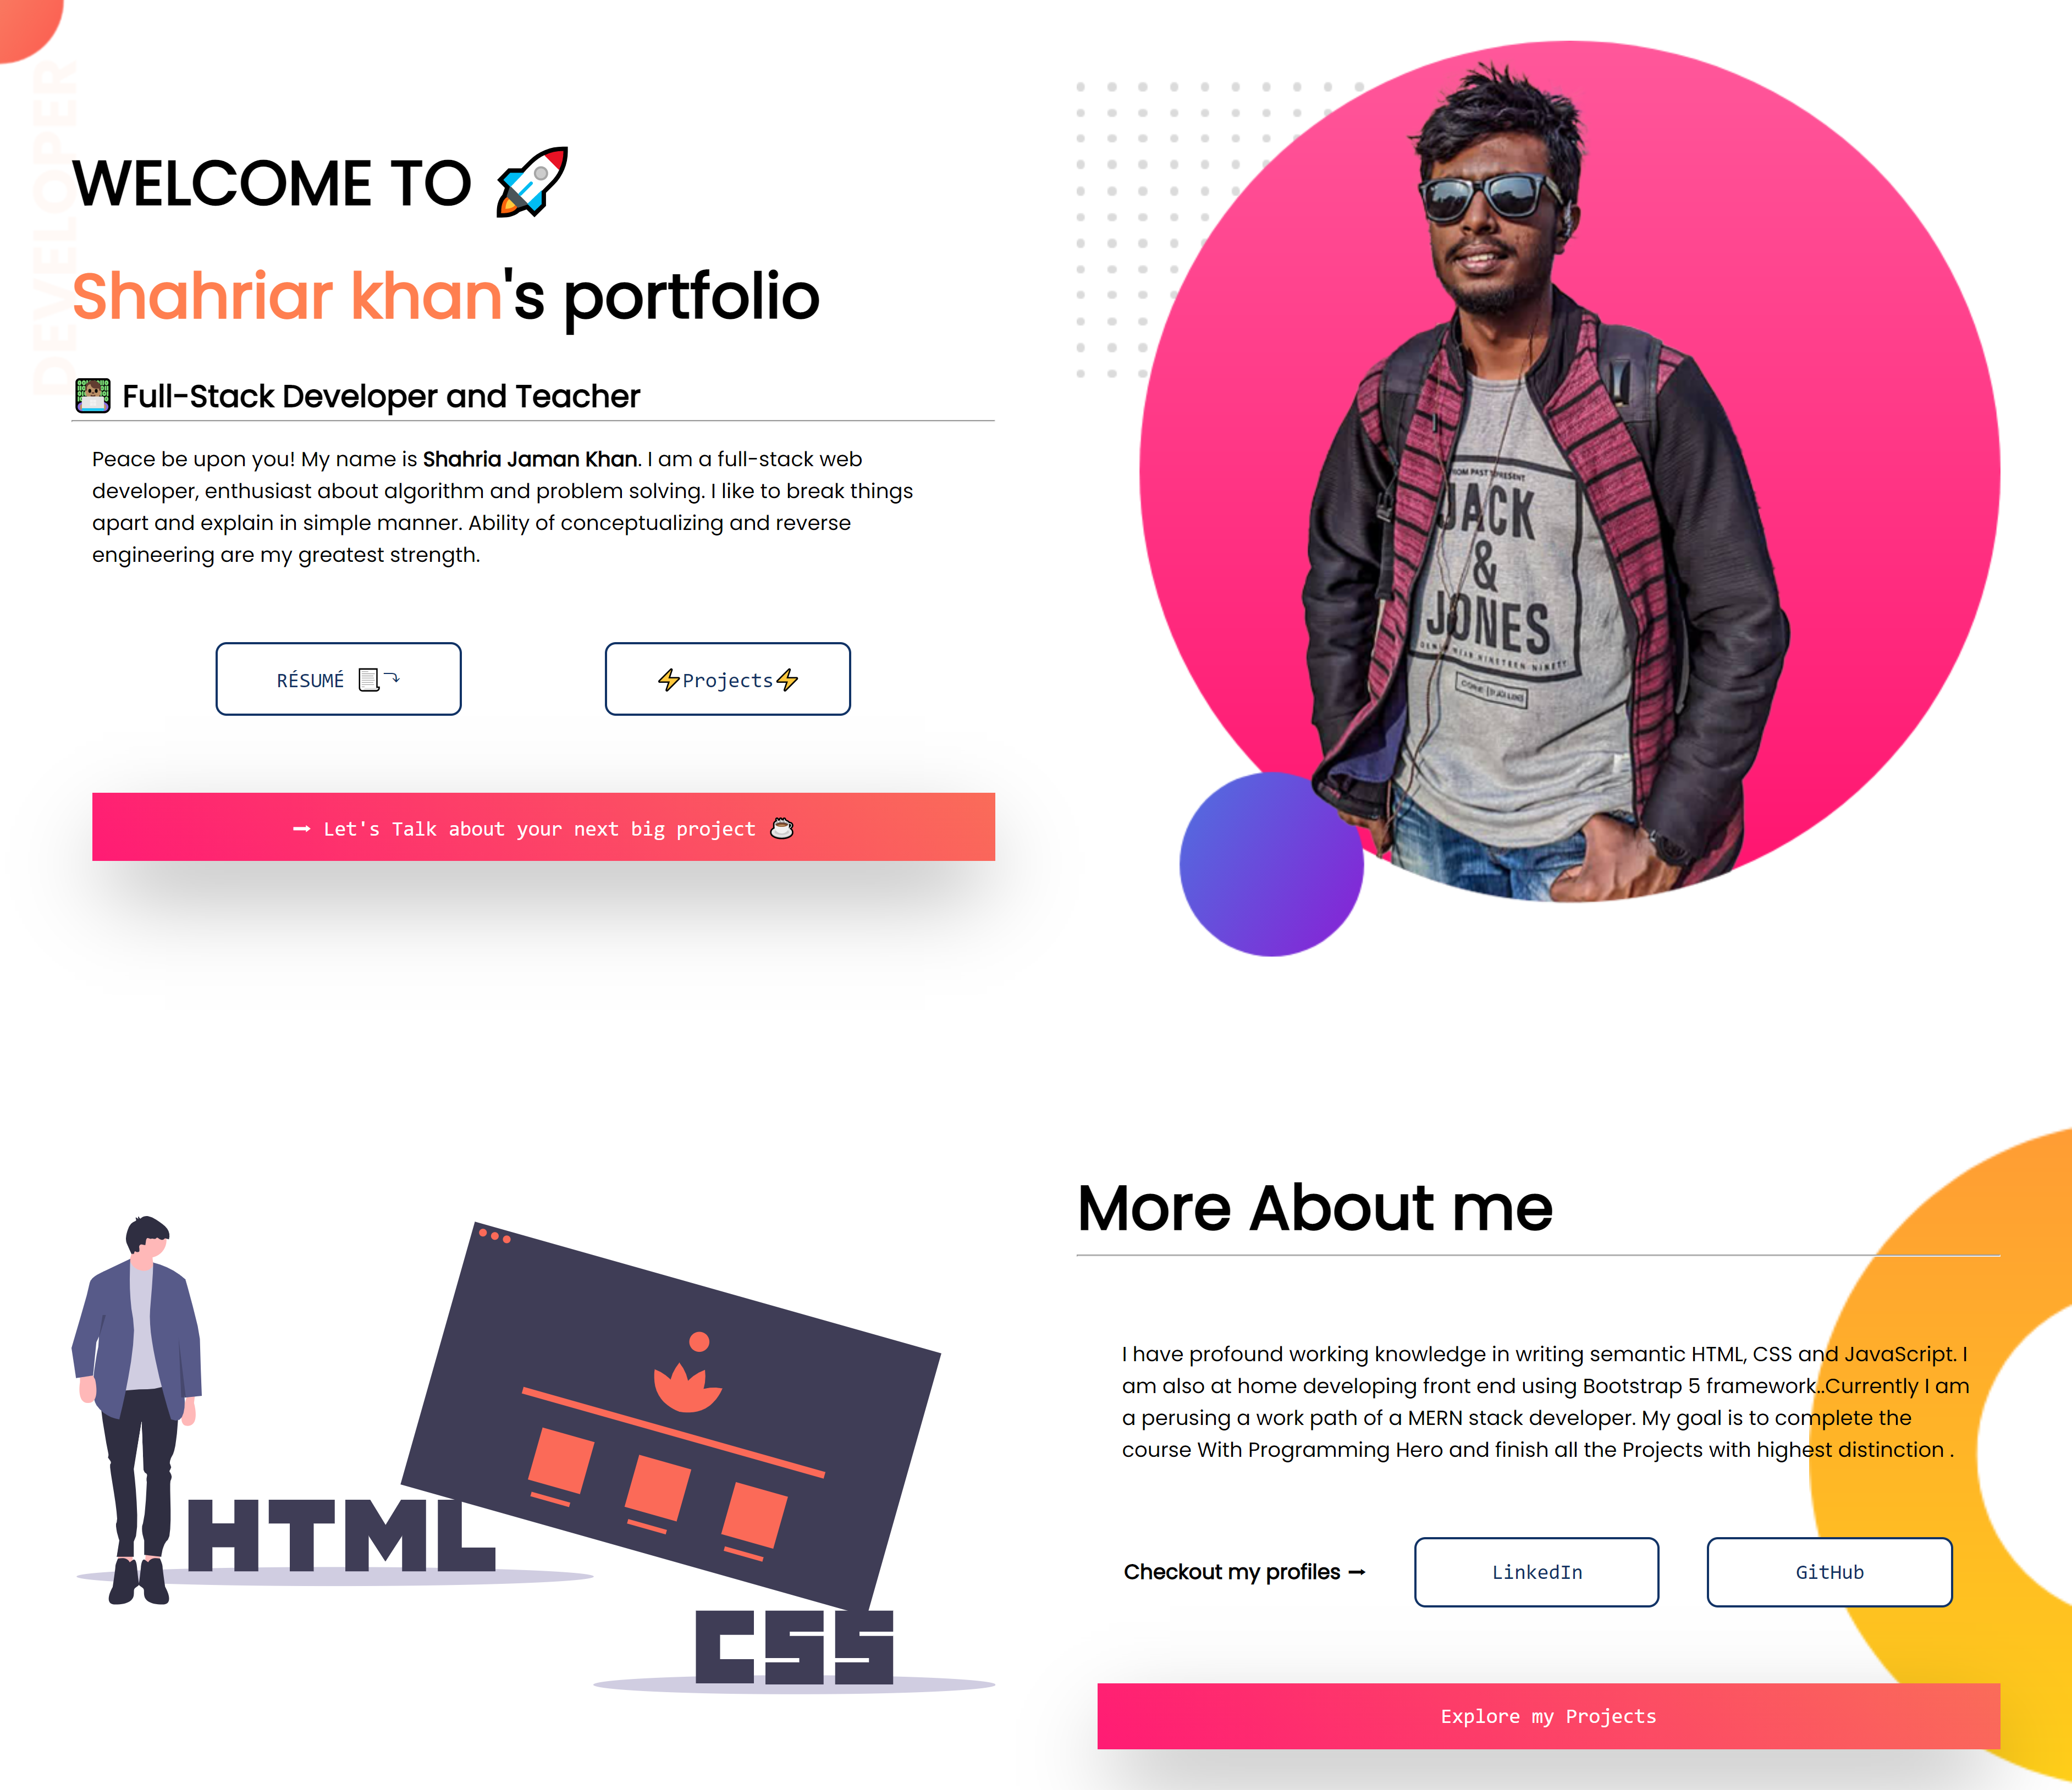 DEVELOPER
WELCOME TO 🚀
Shahriar khan's portfolio
👨🏽‍💻 Full-Stack Developer and Teacher
Peace be upon you! My name is Shahria Jaman Khan. I am a full-stack web
developer, enthusiast about algorithm and problem solving. I like to break things
apart and explain in simple manner. Ability of conceptualizing and reverse
engineering are my greatest strength.
RÉSUMÉ 📃⤵
⚡Projects⚡
➞ Let's Talk about your next big project ☕
JACK
&
JONES
HTML
CSS
More About me
I have profound working knowledge in writing semantic HTML, CSS and JavaScript. I
am also at home developing front end using Bootstrap 5 framework..Currently I am
a perusing a work path of a MERN stack developer. My goal is to complete the
course With Programming Hero and finish all the Projects with highest distinction .
Checkout my profiles ➞
LinkedIn
GitHub
Explore my Projects